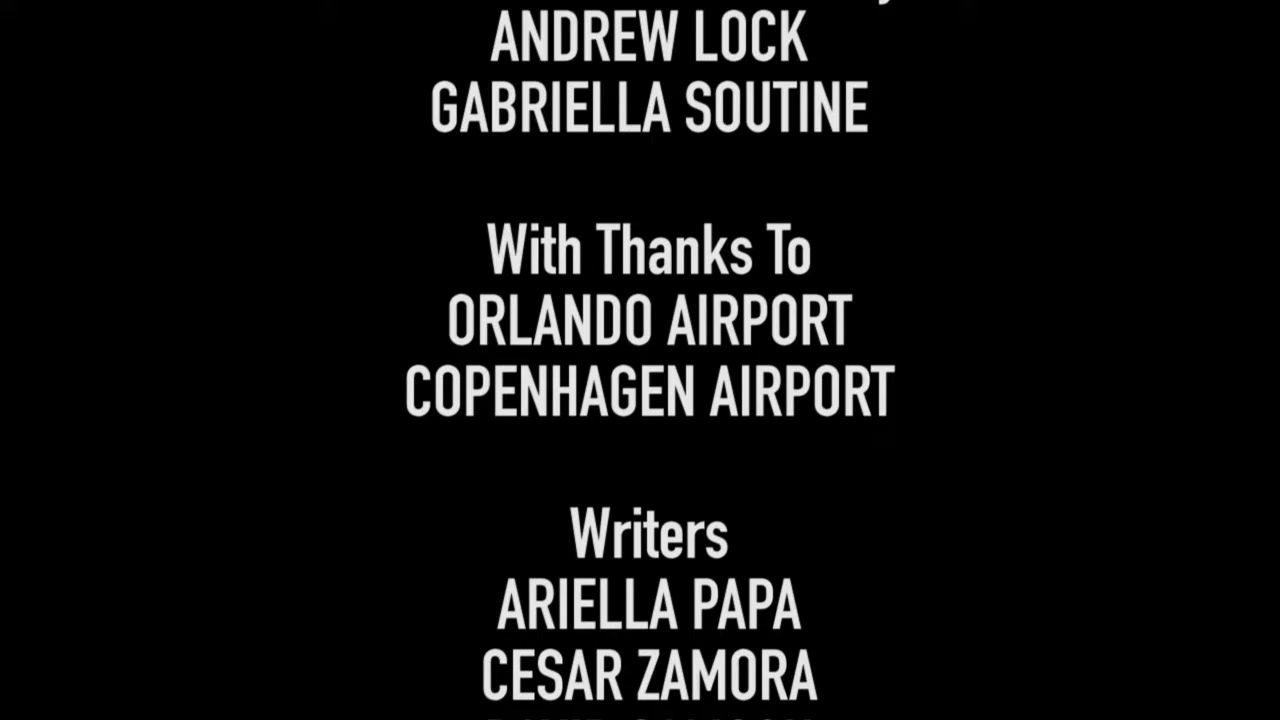 ANDREW LOCK
GABRIELLA SOUTINE
With Thanks To
ORLANDO AIRPORT
COPENHAGEN AIRPORT
Writers
ARIELLA PAPA
CESAR ZAMORA